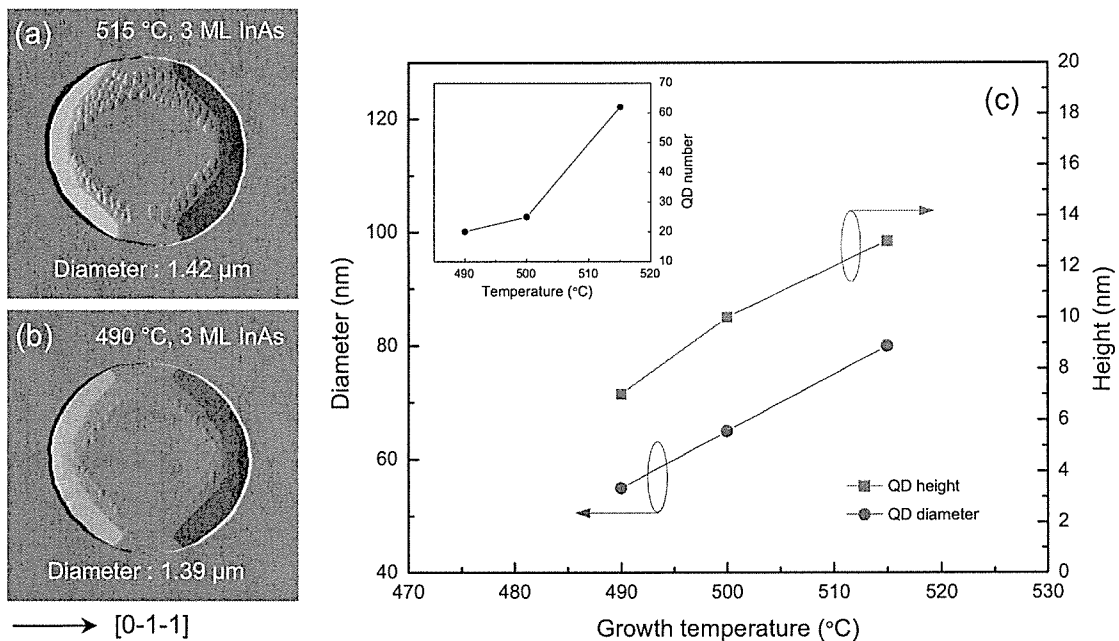 (a) 515 °C, 3 ML InAs
Diameter : 1.42 µm
(b) 490 °C, 3 ML InAs
Diameter : 1.39 µm
[0-1-1]
(c)
Diameter (nm)
120
100
80
60
40
470 480 490 500 510 520 530
Growth temperature (°C)
20
18
16
14
12
10
8
6
4
2
0
Height (nm)
QD height
QD diameter
70
60
50
40
30
20
10
QD number
490 500 510 520
Temperature (°C)